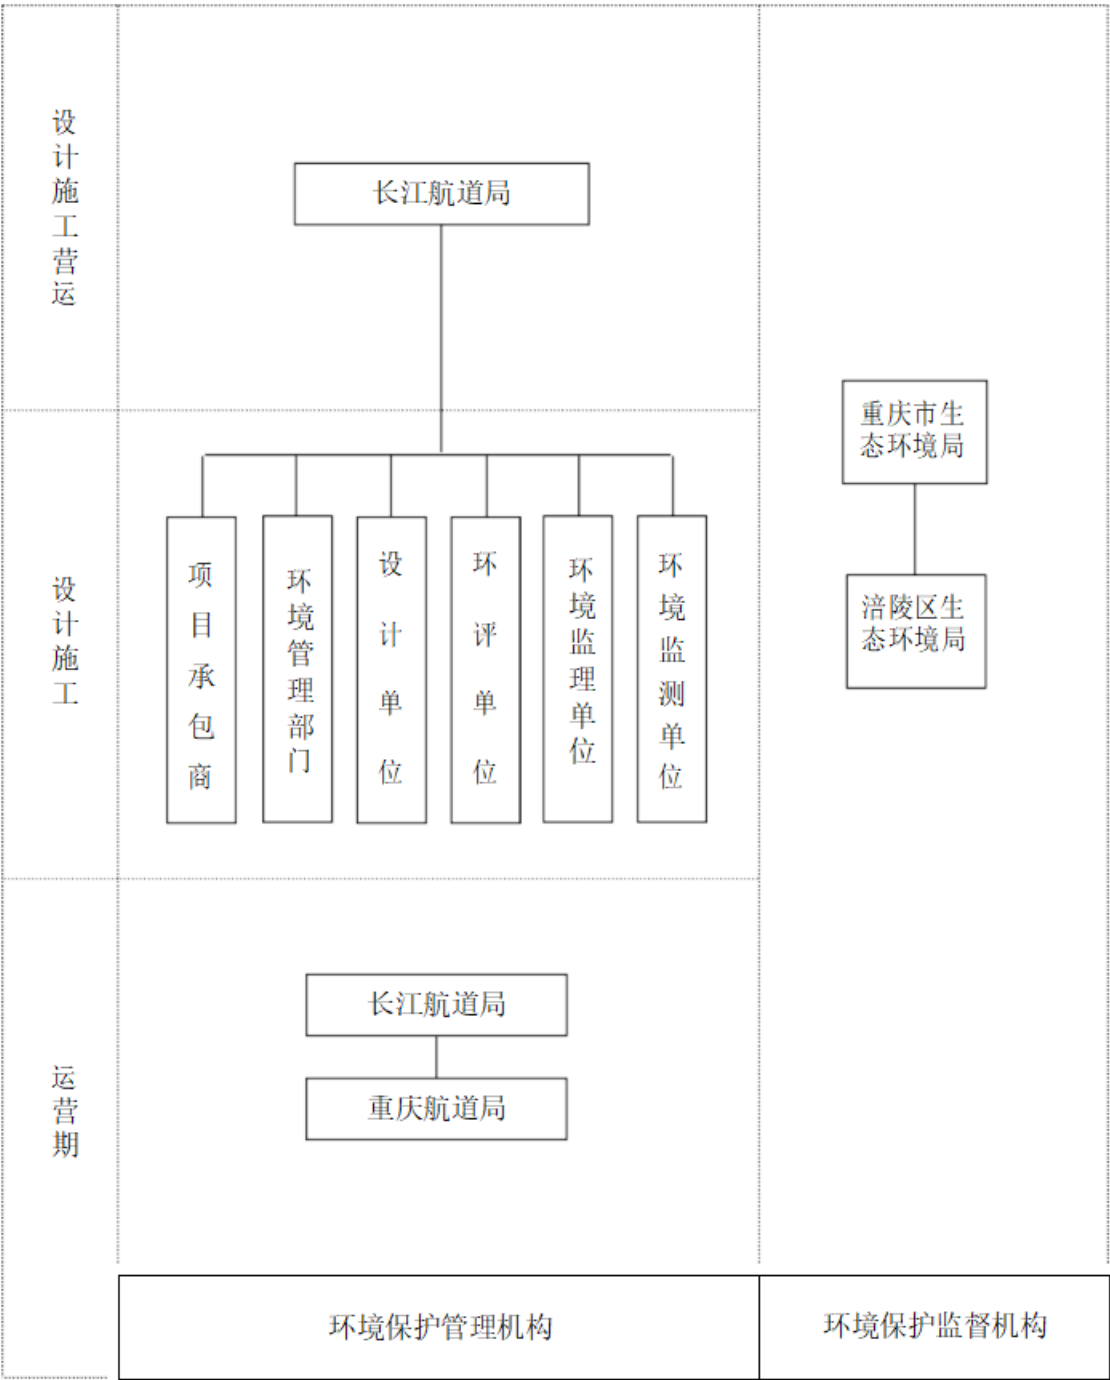 设计施工营运
长江航道局
重庆市生
态环境局
设计施工
项目承包商
环境管理部门
设计单位
环评单位
环境监理单位
环境监测单位
涪陵区生
态环境局
运营期
长江航道局
重庆航道局
环境保护管理机构
环境保护监督机构